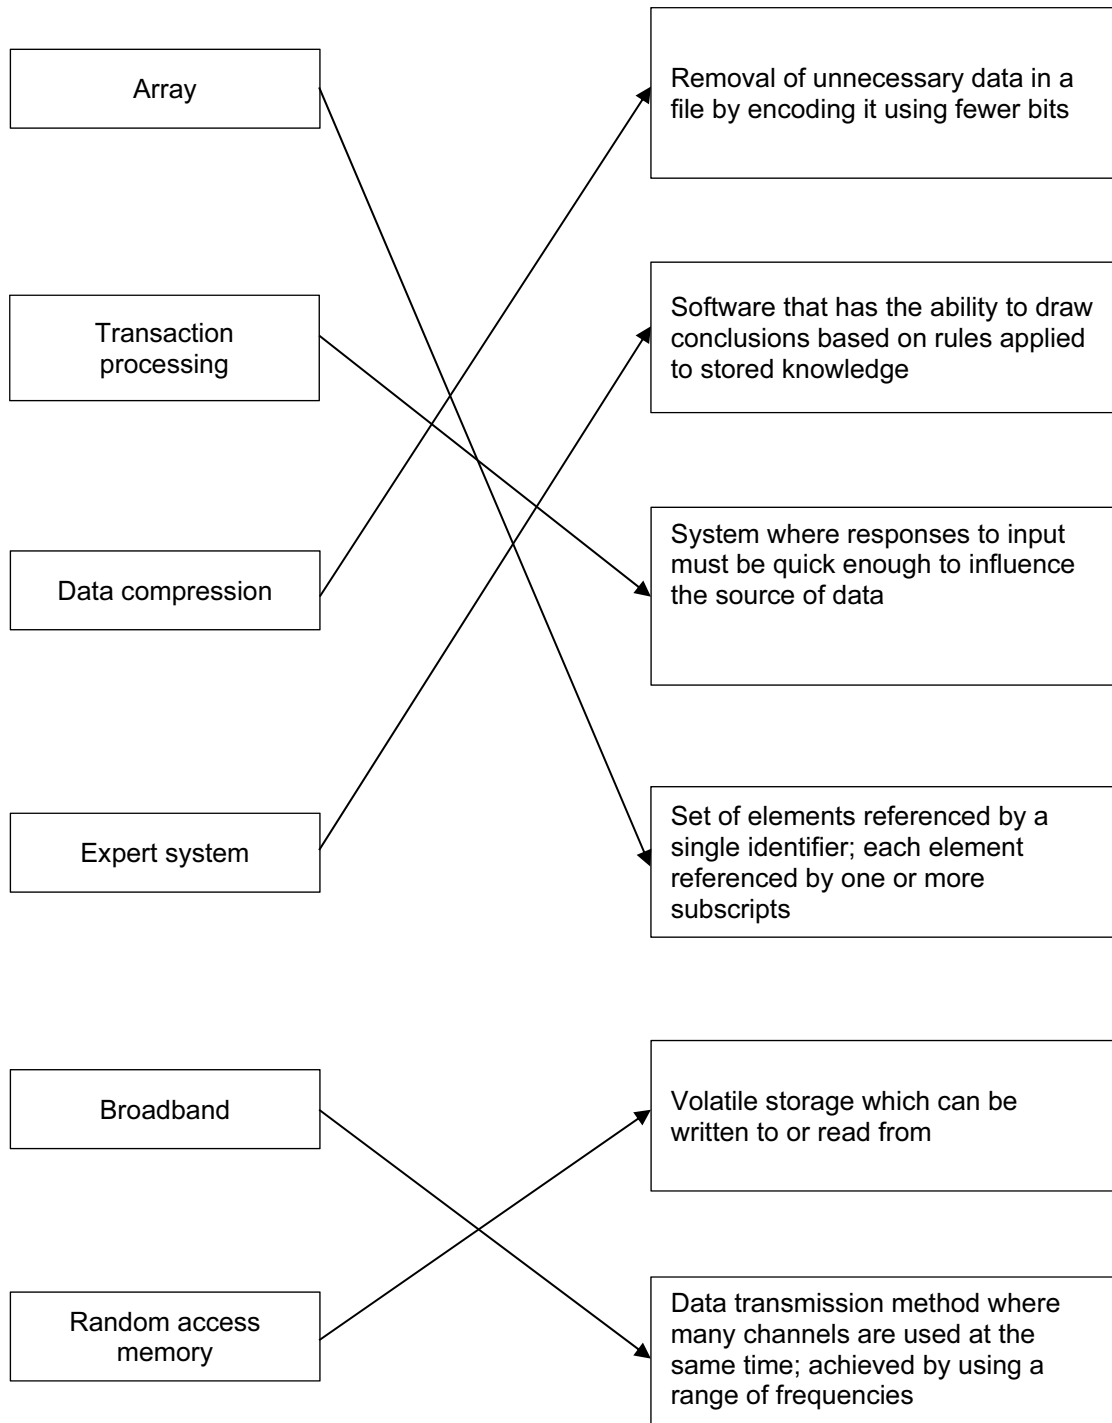 Array
Removal of unnecessary data in a
file by encoding it using fewer bits
Transaction
processing
Software that has the ability to draw
conclusions based on rules applied
to stored knowledge
Data compression
System where responses to input
must be quick enough to influence
the source of data
Expert system
Set of elements referenced by a
single identifier; each element
referenced by one or more
subscripts
Broadband
Volatile storage which can be
written to or read from
Random access
memory
Data transmission method where
many channels are used at the
same time; achieved by using a
range of frequencies